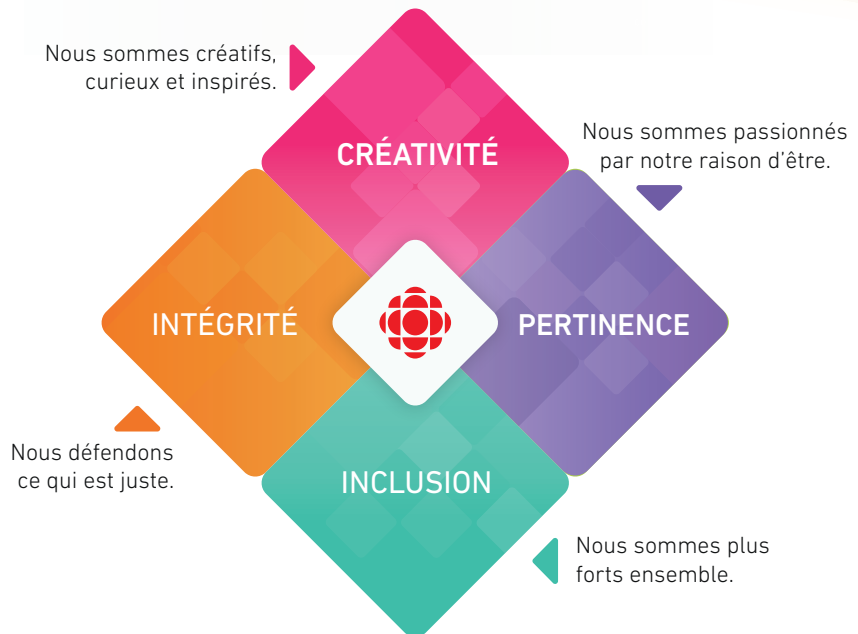 Nous sommes créatifs,
curieux et inspirés.
CRÉATIVITÉ
Nous sommes passionnés
par notre raison d’être.
INTÉGRITÉ
PERTINENCE
Nous défendons
ce qui est juste.
INCLUSION
Nous sommes plus
forts ensemble.